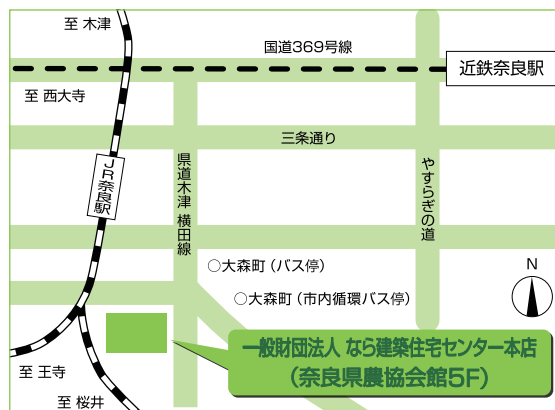 至 木津
国道369号線
近鉄奈良駅
至 西大寺
三条通り
JR奈良駅
県道木津 横田線
やすらぎの道
○大森町（バス停）
N
○大森町（市内循環バス停）
一般財団法人 なら建築住宅センター本店
（奈良県農協会館5F）
至 王寺
至 桜井